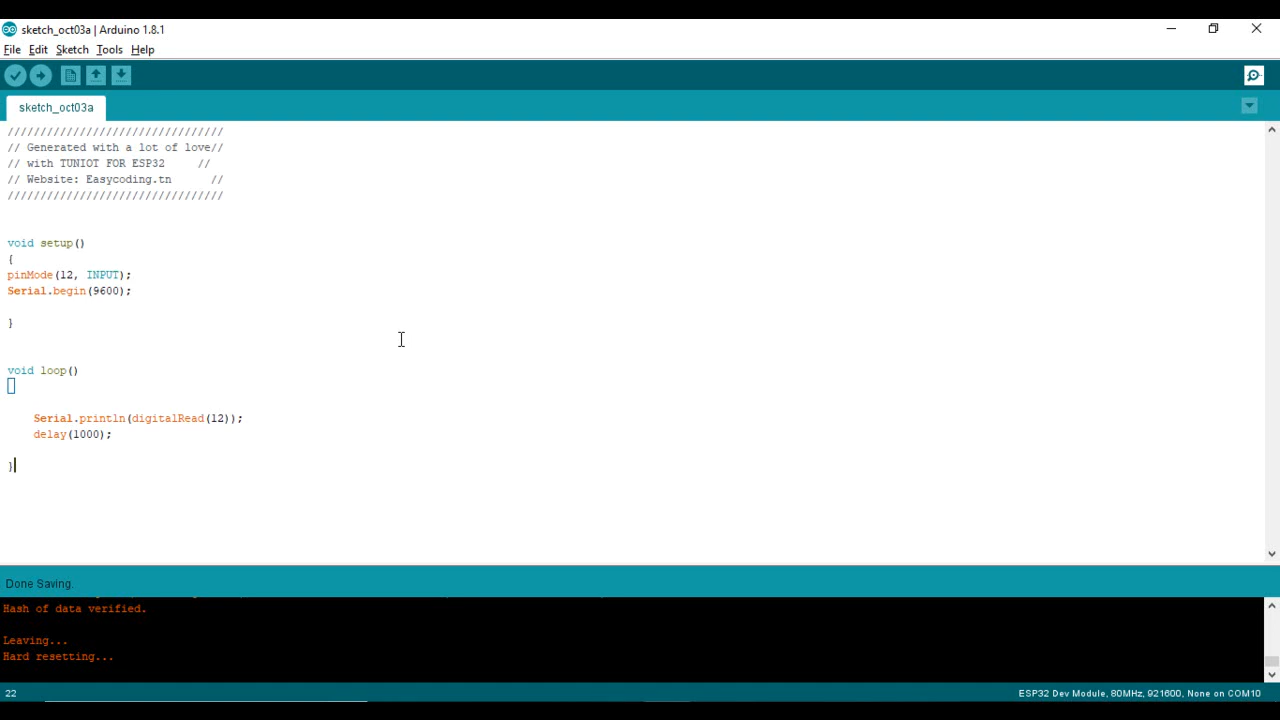 sketch_oct03a | Arduino 1.8.1
File Edit Sketch Tools Help
sketch_oct03a
/////////////////////////////////
// Generated with a lot of love//
// with TUNIOT FOR ESP32     //
// Website: Easycoding.tn      //
/////////////////////////////////
void setup()
{
pinMode(12, INPUT);
Serial.begin(9600);
}
void loop()
Serial.println(digitalRead(12));
delay(1000);
}
Done Saving.
Hash of data verified.
Leaving...
Hard resetting...
22 ESP32 Dev Module, 80MHz, 921600, None on COM10